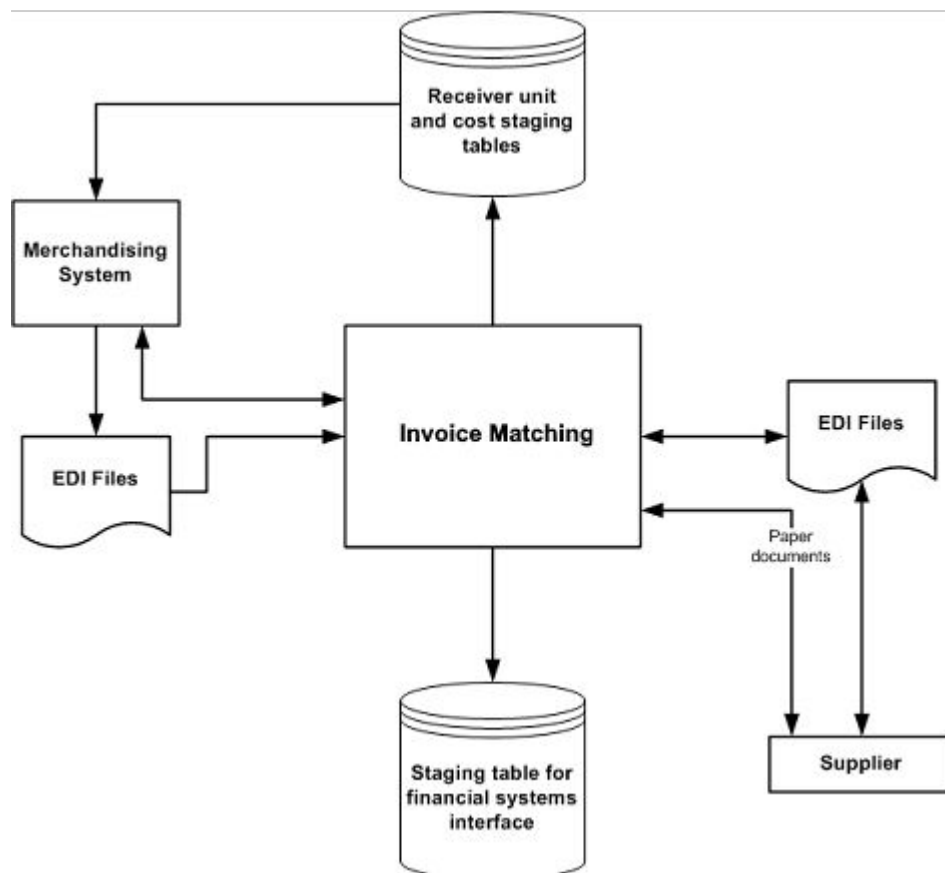 Receiver unit
and cost staging
tables
Merchandising
System
Invoice Matching
EDI Files
EDI Files
Paper
documents
Supplier
Staging table for
financial systems
interface